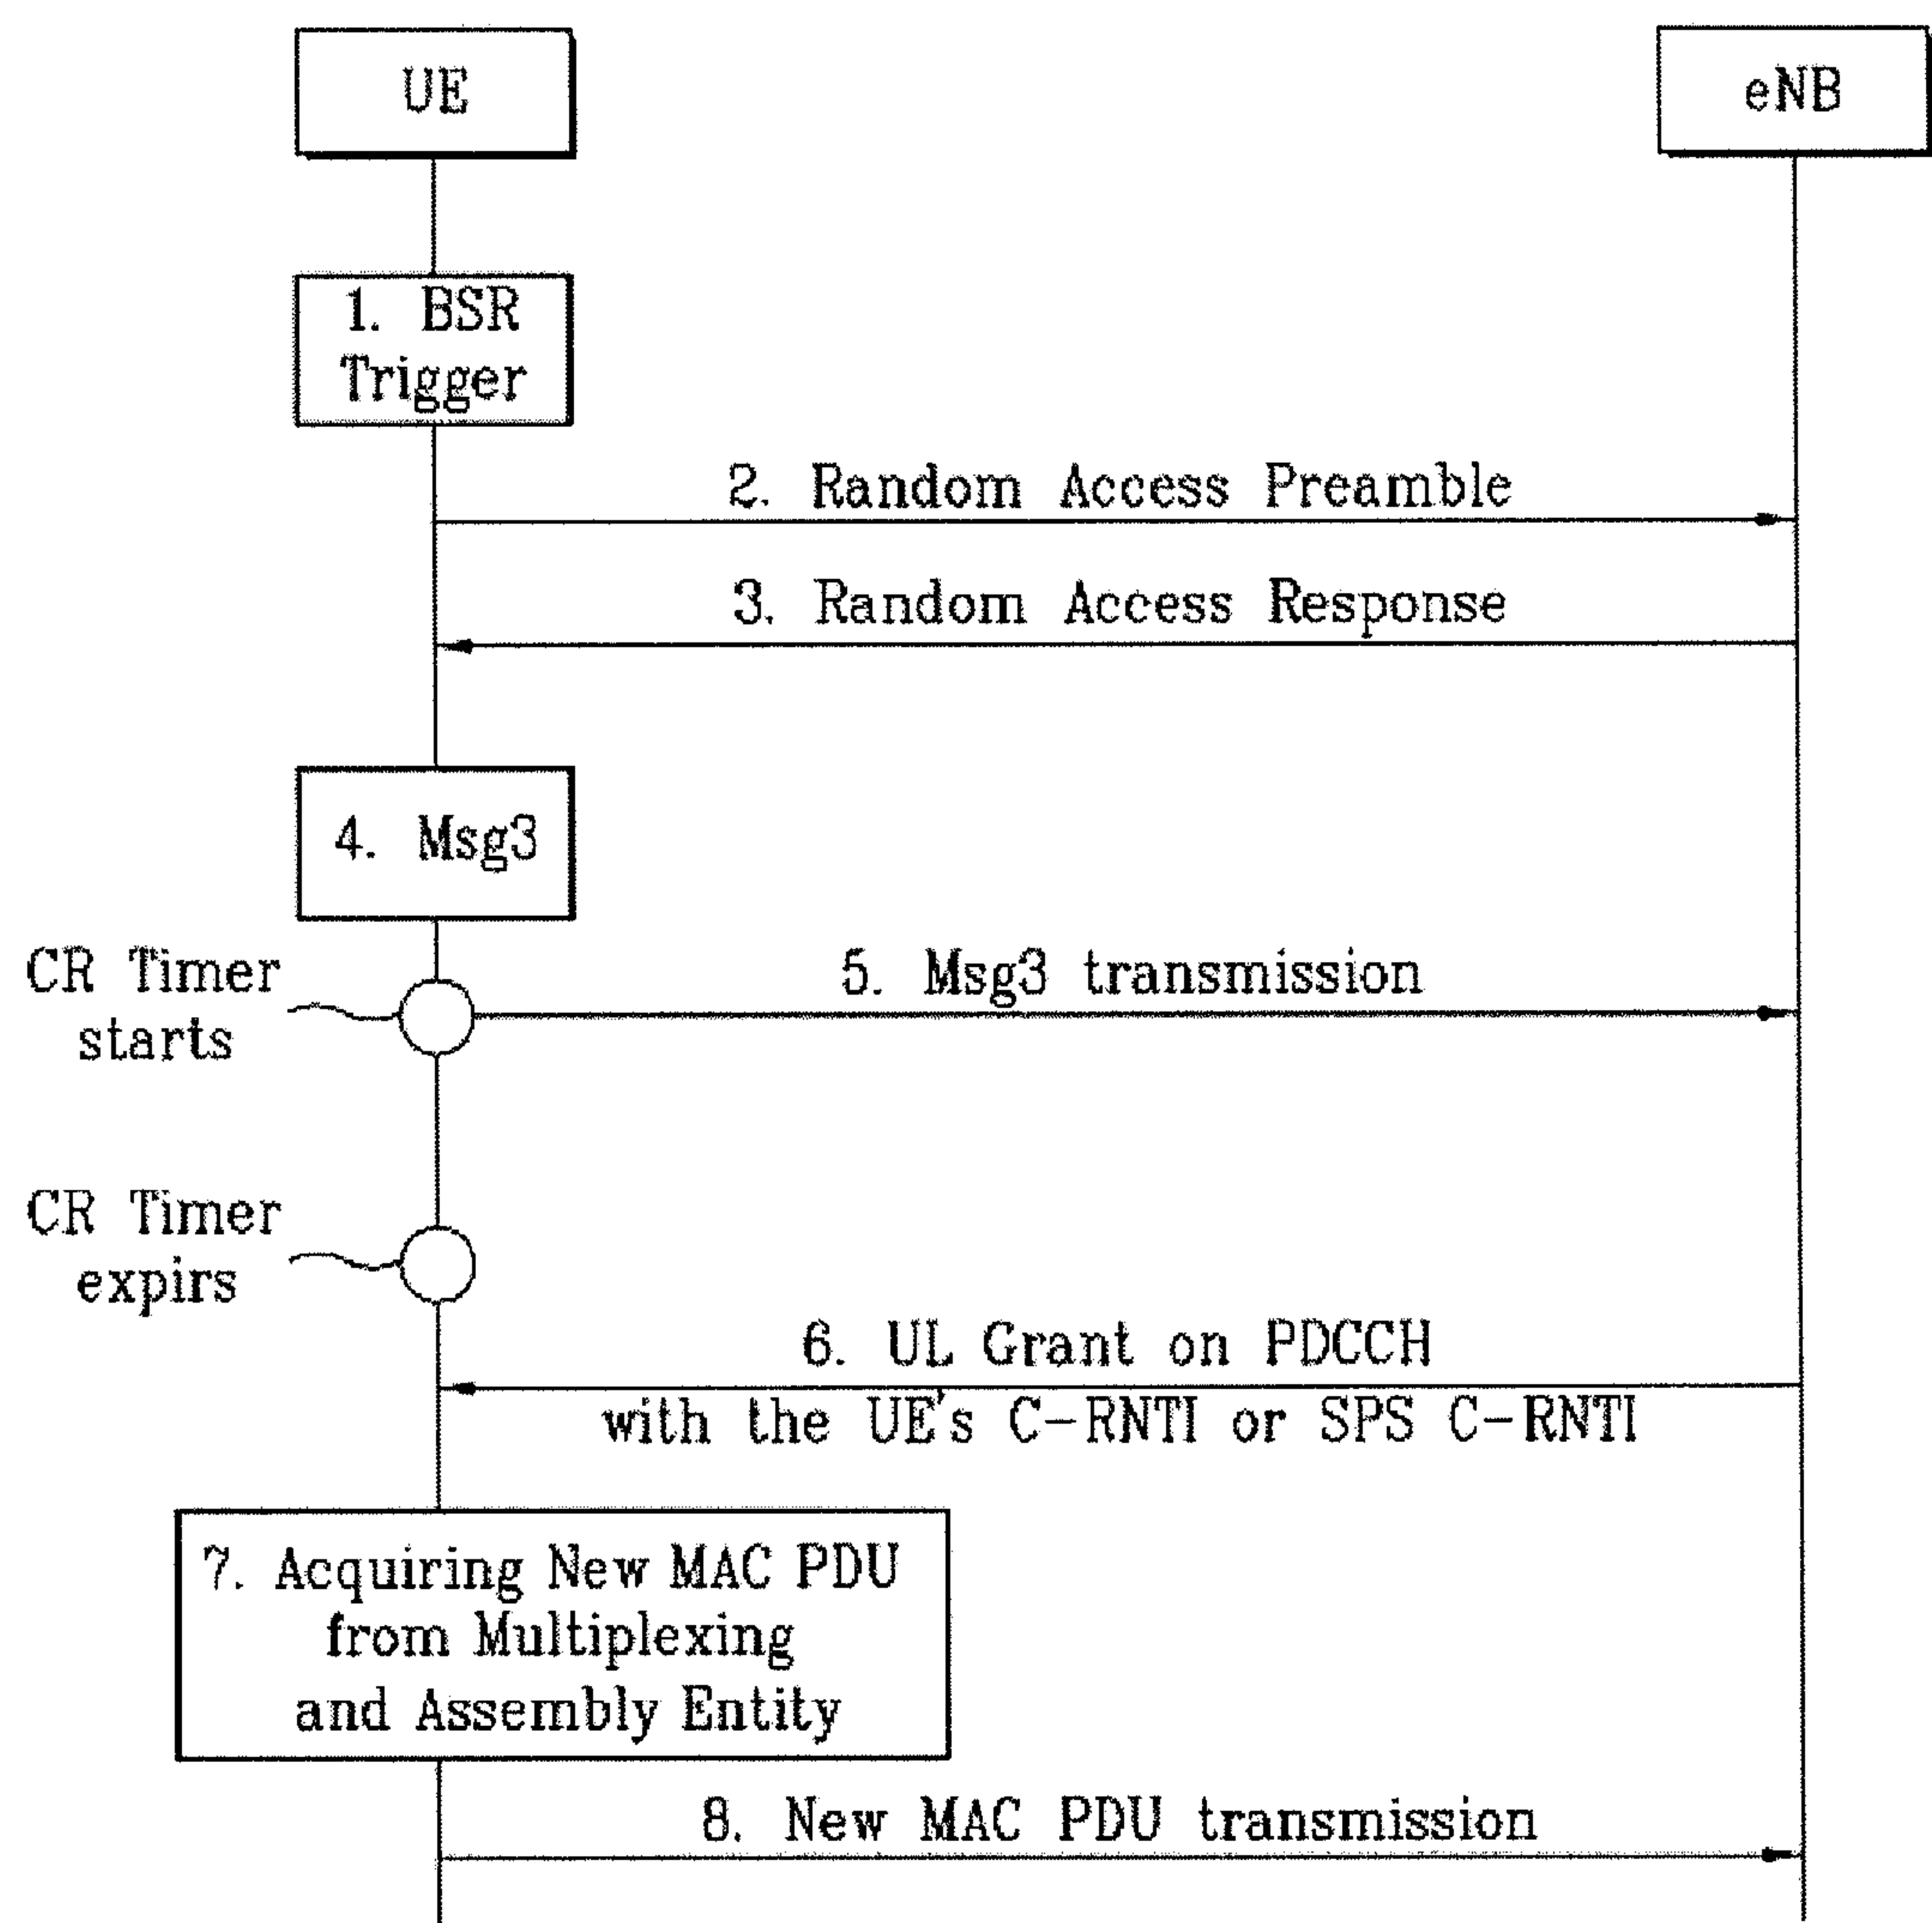 UE
eNB
1. BSR
Trigger
2. Random Access Preamble
3. Random Access Response
4. Msg3
CR Timer
starts
5. Msg3 transmission
CR Timer
expirs
6. UL Grant on PDCCH
with the UE's C-RNTI or SPS C-RNTI
7. Acquiring New MAC PDU
from Multiplexing
and Assembly Entity
8. New MAC PDU transmission